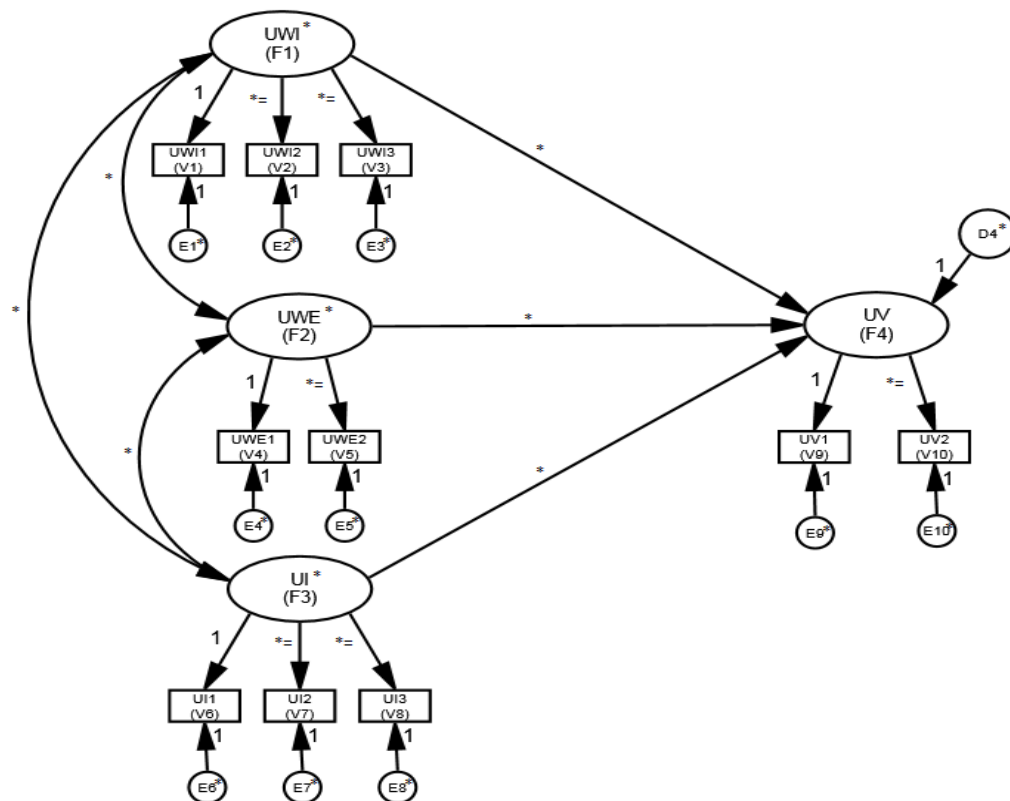 UWI*
(F1)
1
*=
*=
UWI1
(V1)
UWI2
(V2)
UWI3
(V3)
1
1
1
E1*
E2*
E3*
*
*
*
*
D4*
1
UWE*
(F2)
*
UV
(F4)
1
*=
UWE1
(V4)
UWE2
(V5)
1
1
E4*
E5*
1
*=
UV1
(V9)
UV2
(V10)
1
1
E9*
E10*
*
UI*
(F3)
1
*=
*=
UI1
(V6)
UI2
(V7)
UI3
(V8)
1
1
1
E6*
E7*
E8*